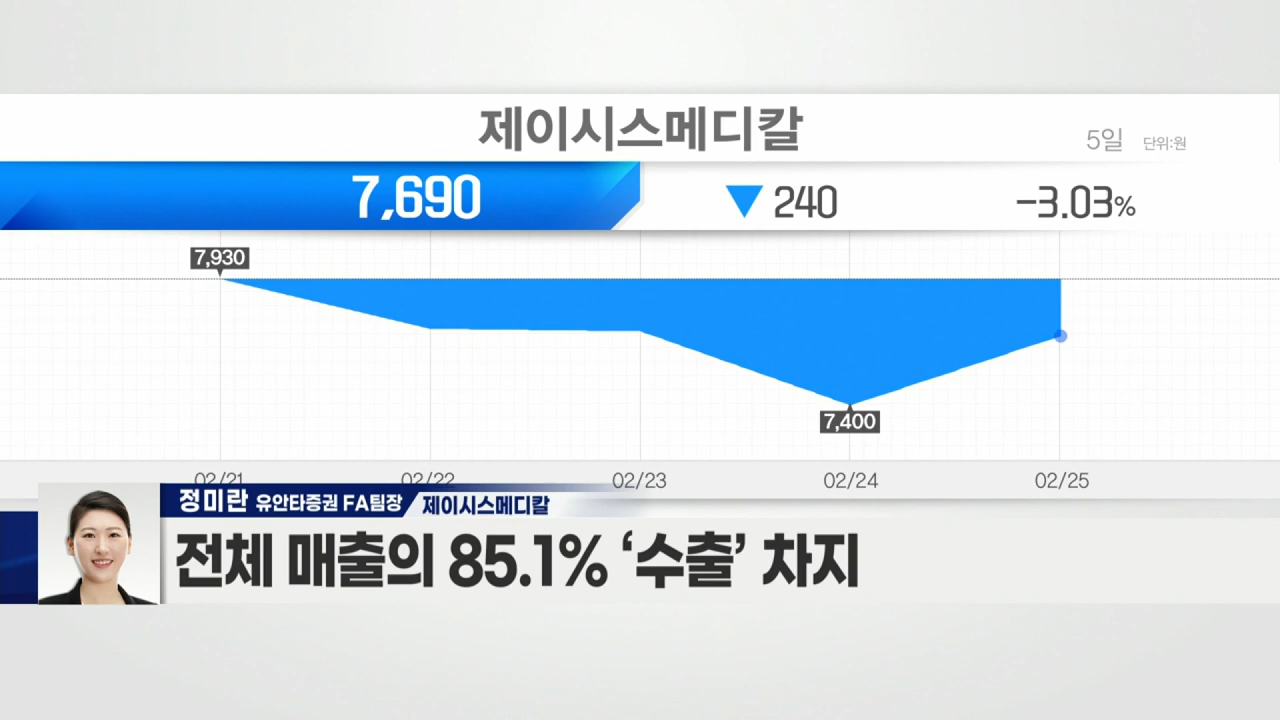 제이시스메디칼
5일 단위:원
7,690 ▼ 240 -3.03%
7,930
7,400
02/21 02/22 02/23 02/24 02/25
정미란 유안타증권 FA팀장 제이시스메디칼
전체 매출의 85.1% ‘수출’ 차지